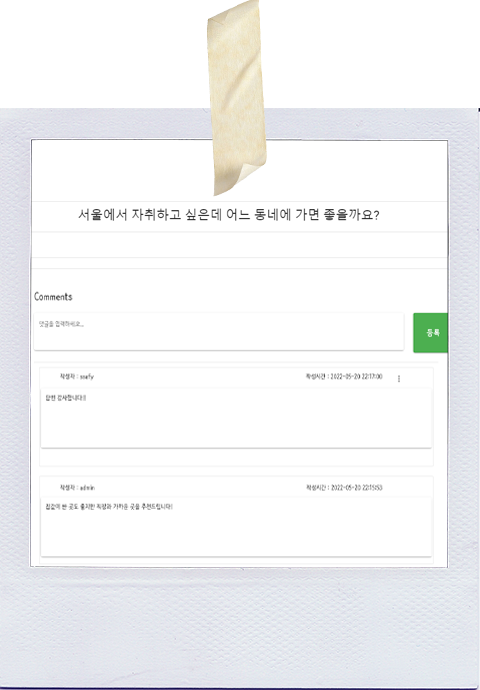 서울에서 자취하고 싶은데 어느 동네에 가면 좋을까요?
Comments
댓글을 입력하세요...
등록
작성자 : ssafy 작성시간 : 2022-05-20 22:17:00
답변 감사합니다!!
작성자 : admin 작성시간 : 2022-05-20 22:15:53
집값이 싼 곳도 좋지만 직장과 가까운 곳을 추천드립니다!